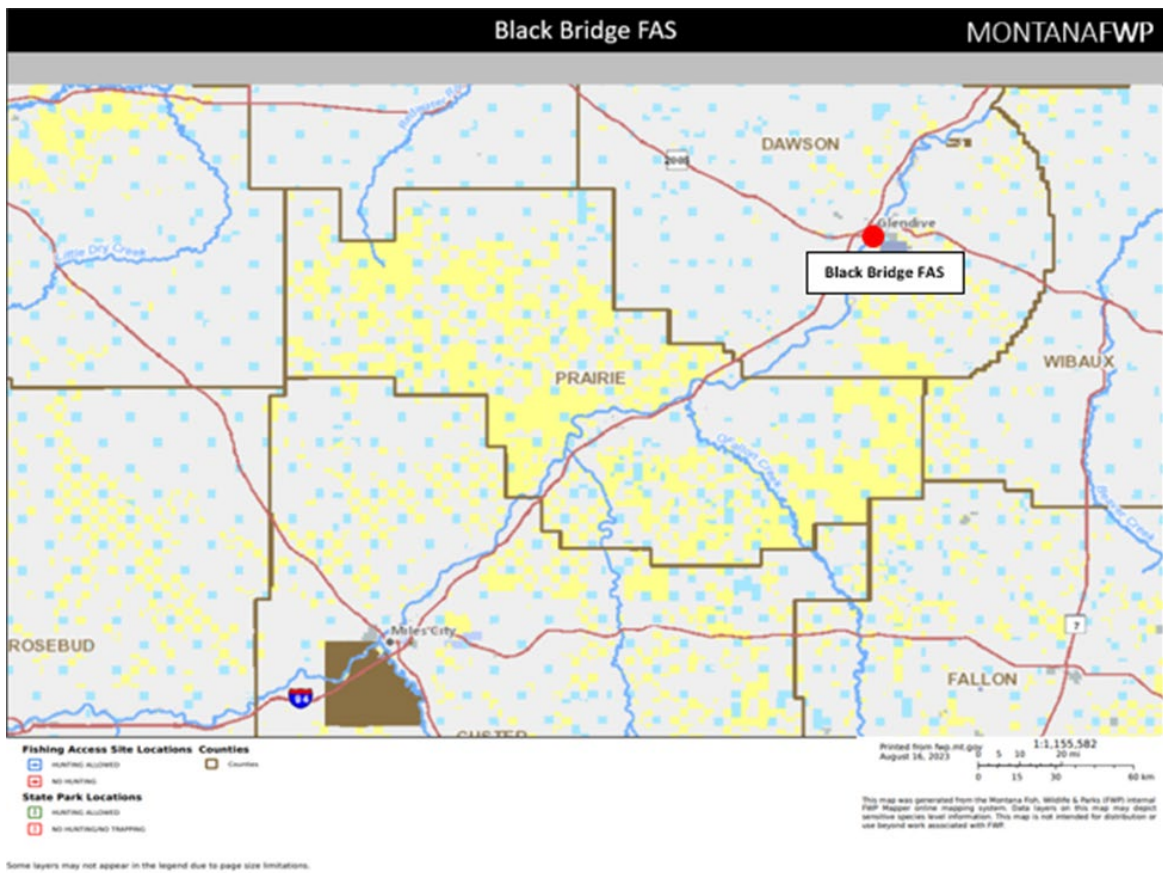 Black Bridge FAS
MONTANAFWP
Redwater
DAWSON
Glendive
Black Bridge FAS
Little Dry Creek
WIBAUX
PRAIRIE
Beaver Creek
Miles City
ROSEBUD
7
FALLON
94
CUSTER
Fishing Access Site Locations Counties
HUNTING ALLOWED Counties
NO HUNTING
State Park Locations
HUNTING ALLOWED
NO HUNTING/NO TRAPPING
Printed from fwp.mt.gov
August 16, 2023
1:1,155,582
0 5 10 20 mi
0 15 30 60 km
This map was generated from the Montana Fish, Wildlife & Parks (FWP) internal
FWP Mapper online mapping system. Data layers on this map may depict
sensitive species level information. This map is not intended for distribution or
use beyond work associated with FWP.
Some layers may not appear in the legend due to page size limitations.